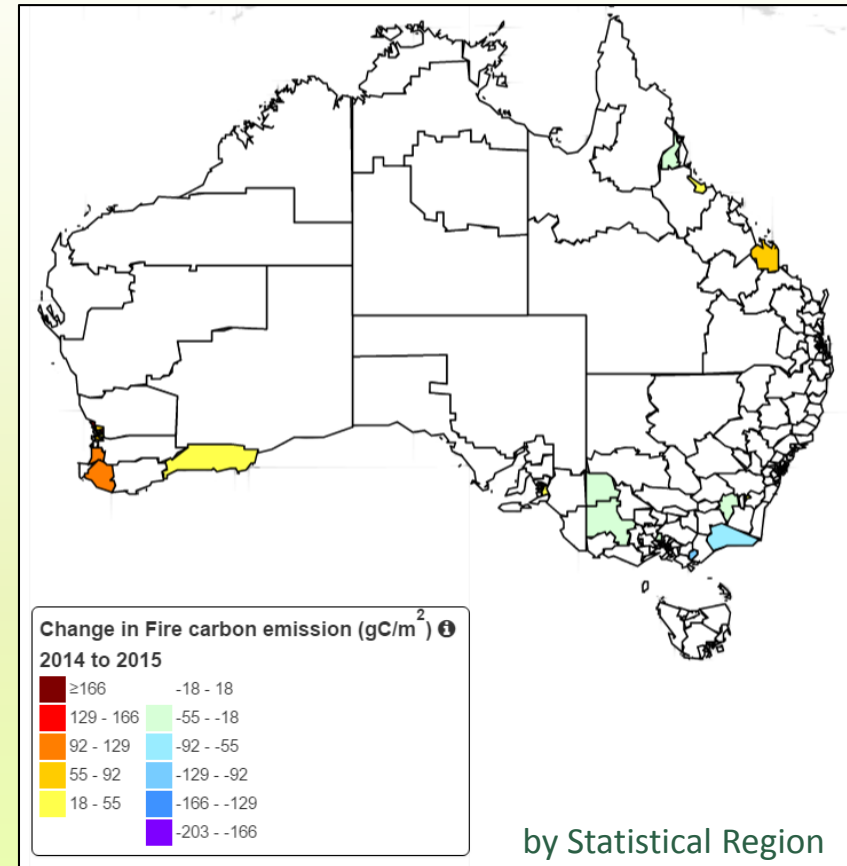 Change in Fire carbon emission (gC/m²)
2014 to 2015
≥166
129 - 166
92 - 129
55 - 92
18 - 55
-18 - 18
-55 - -18
-92 - -55
-129 - -92
-166 - -129
-203 - -166
by Statistical Region